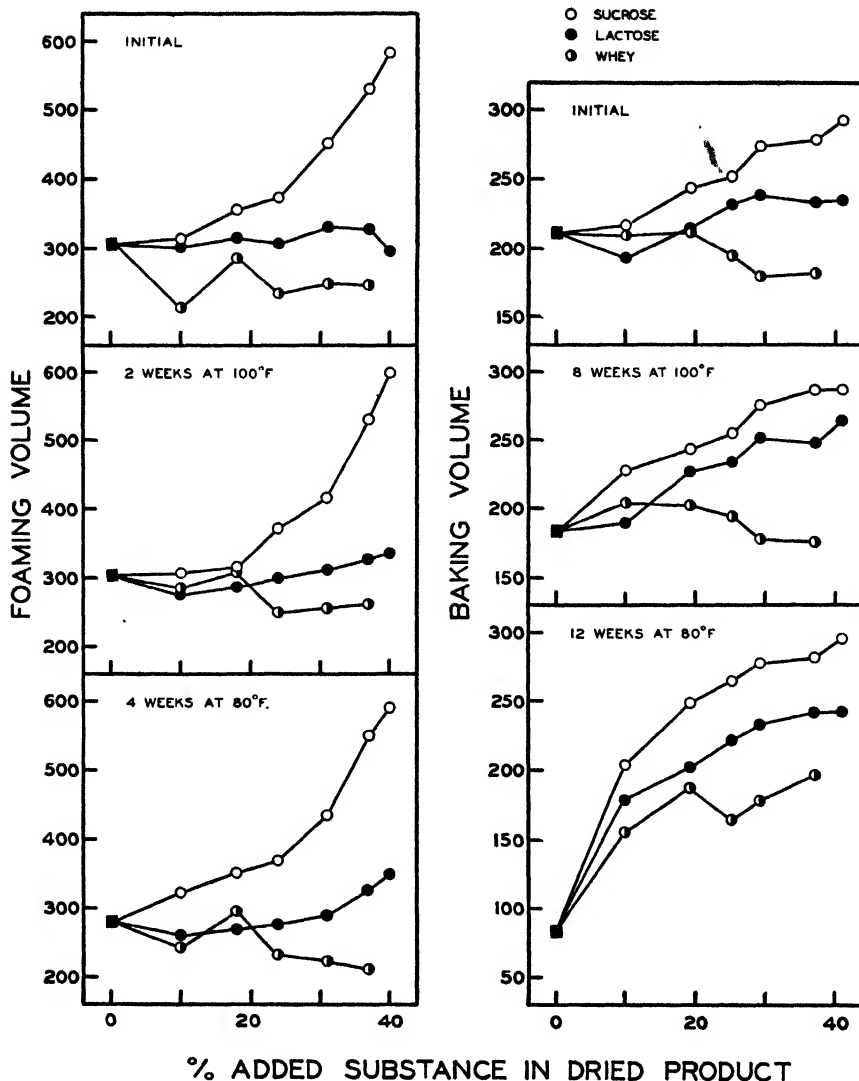 SUCROSE
LACTOSE
WHEY
INITIAL
600
500
400
300
200
2 WEEKS AT 100°F
600
500
400
300
200
4 WEEKS AT 80°F.
600
500
400
300
200
0
20
40
FOAMING VOLUME
INITIAL
300
250
200
150
8 WEEKS AT 100°F
300
250
200
150
12 WEEKS AT 80°F
300
250
200
150
100
50
0
20
40
BAKING VOLUME
% ADDED SUBSTANCE IN DRIED PRODUCT